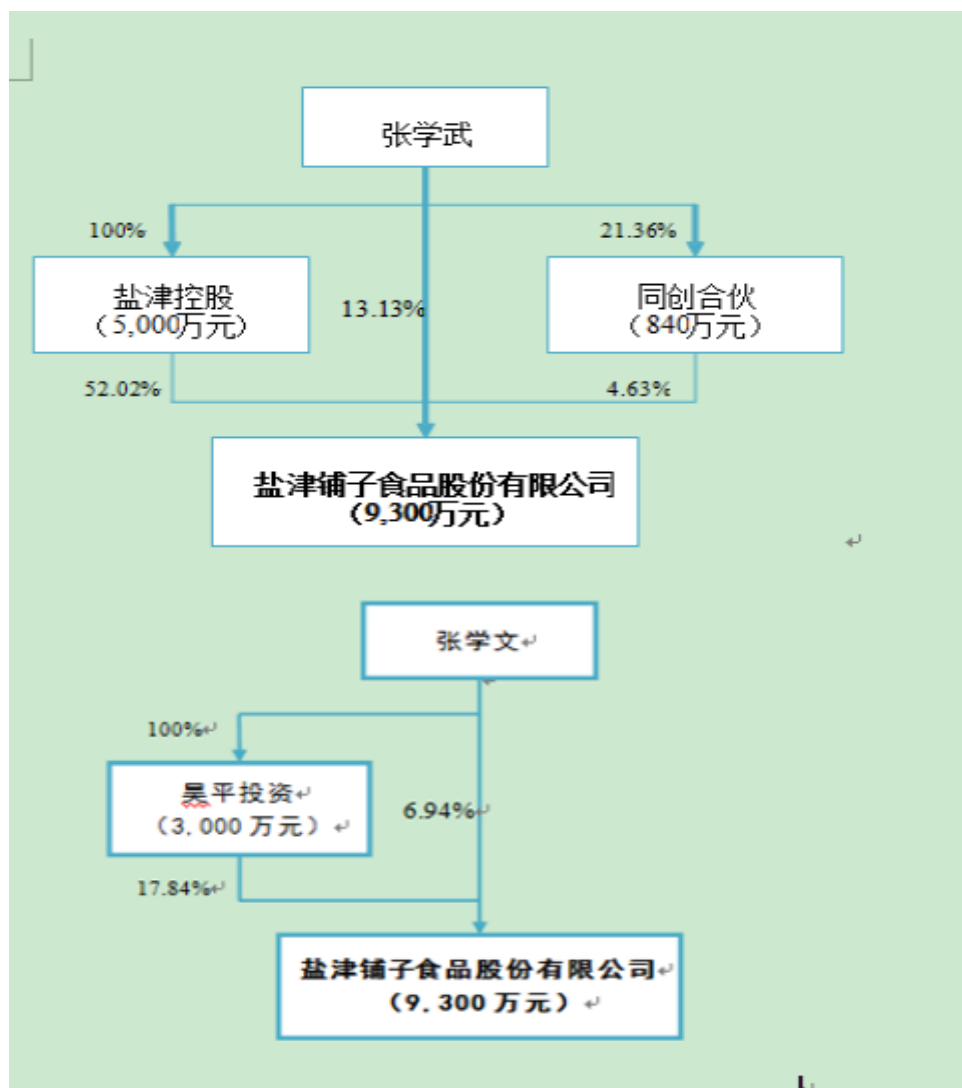 张学武
100%
21.36%
盐津控股
（5,000万元）
13.13%
同创合伙
（840万元）
52.02%
4.63%
盐津铺子食品股份有限公司
（9,300万元）
张学文
100%
昊平投资
（3,000万元）
6.94%
17.84%
盐津铺子食品股份有限公司
（9,300万元）